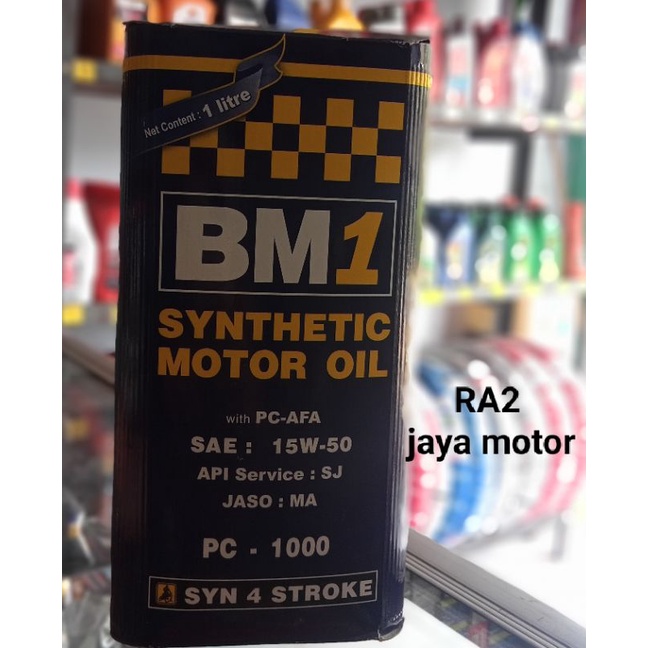 Net Content : 1 litre
BM1
SYNTHETIC
MOTOR OIL
with PC-AFA
SAE : 15W-50
API Service : SJ
JASO : MA
PC - 1000
SYN 4 STROKE
RA2
jaya motor